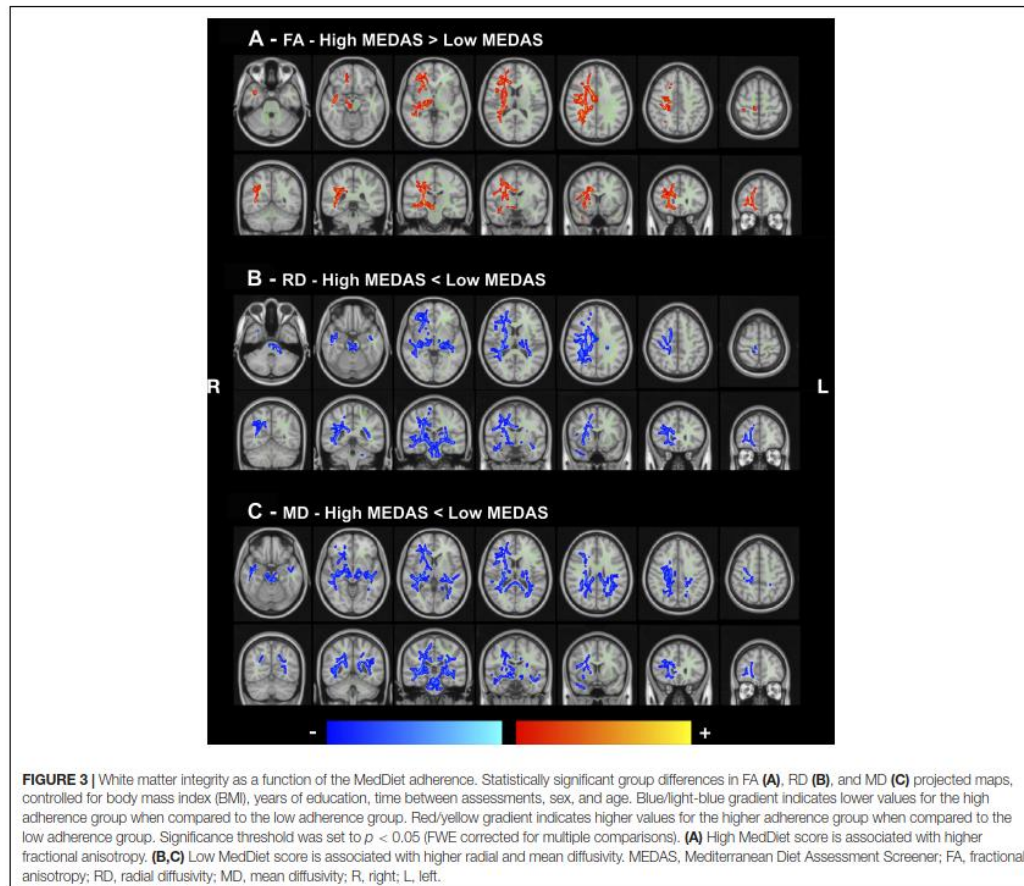 A - FA - High MEDAS > Low MEDAS
B - RD - High MEDAS < Low MEDAS
R
L
C - MD - High MEDAS < Low MEDAS
- +
FIGURE 3 | White matter integrity as a function of the MedDiet adherence. Statistically significant group differences in FA (A), RD (B), and MD (C) projected maps,
controlled for body mass index (BMI), years of education, time between assessments, sex, and age. Blue/light-blue gradient indicates lower values for the high
adherence group when compared to the low adherence group. Red/yellow gradient indicates higher values for the higher adherence group when compared to the
low adherence group. Significance threshold was set to p < 0.05 (FWE corrected for multiple comparisons). (A) High MedDiet score is associated with higher
fractional anisotropy. (B,C) Low MedDiet score is associated with higher radial and mean diffusivity. MEDAS, Mediterranean Diet Assessment Screener; FA, fractional
anisotropy; RD, radial diffusivity; MD, mean diffusivity; R, right; L, left.